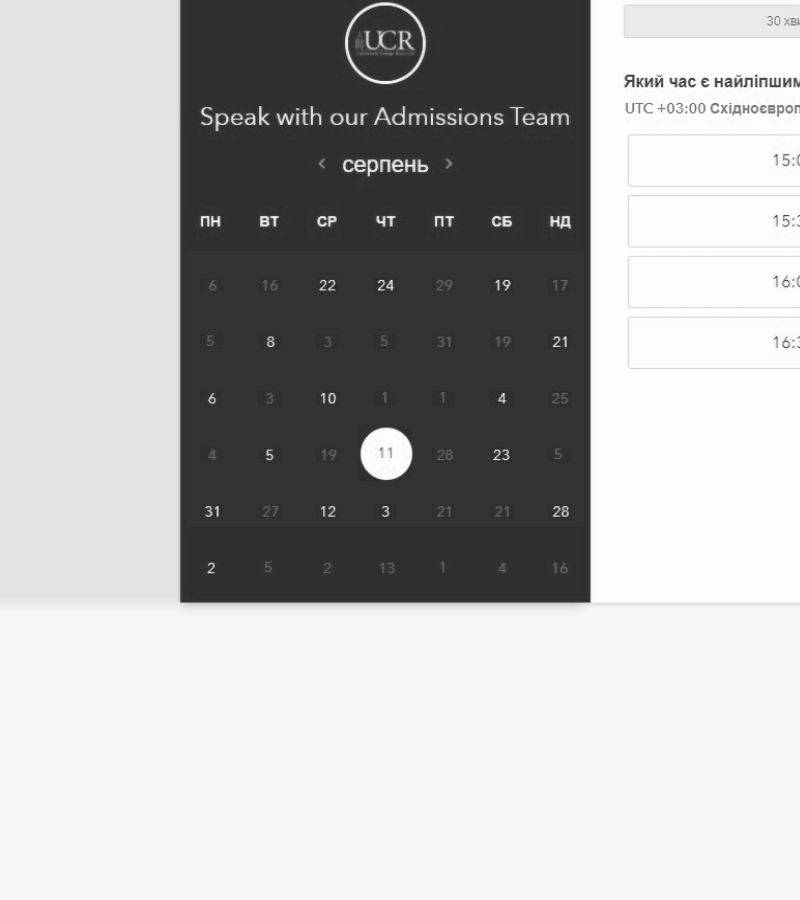 UCR
30 хви
Speak with our Admissions Team
Який час є найліпшим
UTC +03:00 Східноєвроп
серпень
15:0
ПН ВТ СР ЧТ ПТ СБ НД
15:3
6 16 22 24 29 19 17
16:0
5 8 3 5 31 19 21
16:3
6 3 10 1 1 4 25
4 5 19 11 28 23 5
31 27 12 3 21 21 28
2 5 2 13 1 4 16